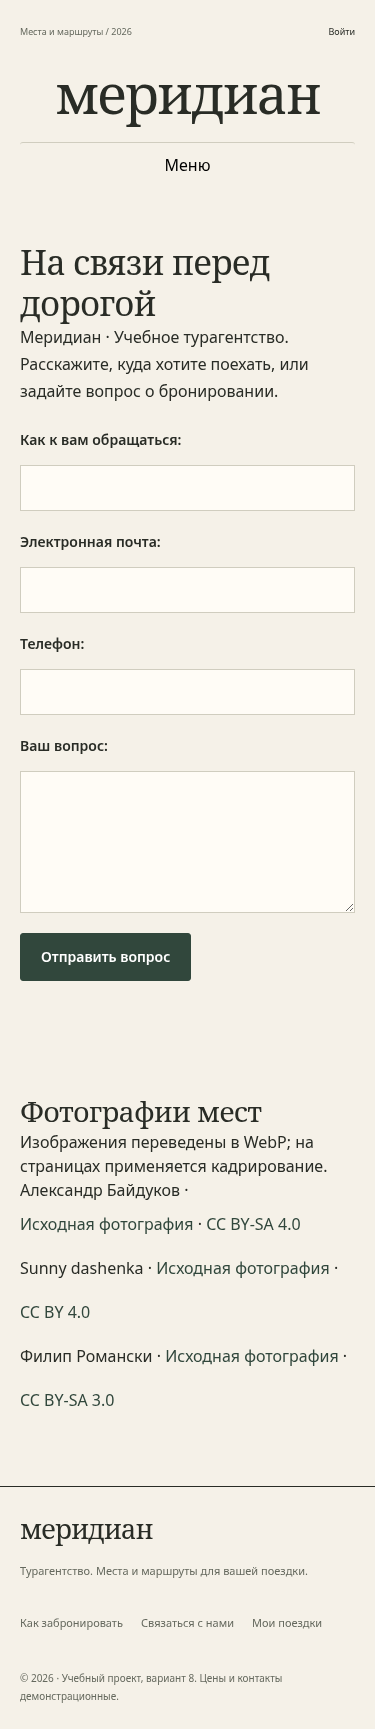 Места и маршруты / 2026
Войти
меридиан
Меню
На связи перед
дорогой
Меридиан · Учебное турагентство.
Расскажите, куда хотите поехать, или
задайте вопрос о бронировании.
Как к вам обращаться:
Электронная почта:
Телефон:
Ваш вопрос:
Отправить вопрос
Фотографии мест
Изображения переведены в WebP; на
страницах применяется кадрирование.
Александр Байдуков ·
Исходная фотография · CC BY-SA 4.0
Sunny dashenka · Исходная фотография ·
CC BY 4.0
Филип Романски · Исходная фотография ·
CC BY-SA 3.0
меридиан
Турагентство. Места и маршруты для вашей поездки.
Как забронировать Связаться с нами Мои поездки
© 2026 · Учебный проект, вариант 8. Цены и контакты
демонстрационные.